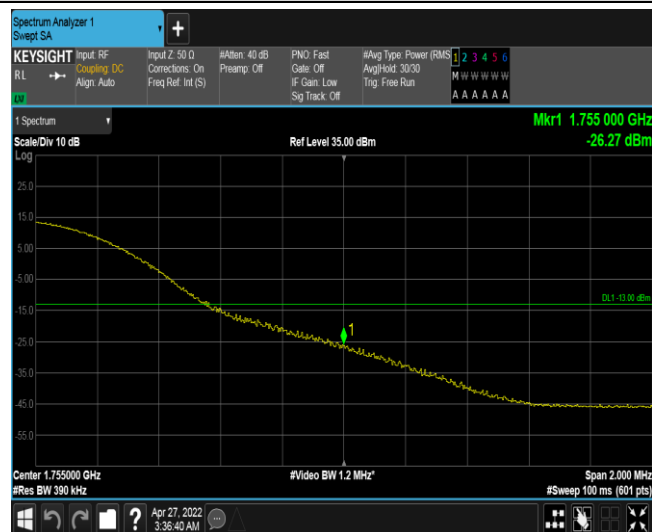 Spectrum Analyzer 1
Swept SA
+
KEYSIGHT Input: RF Input Z: 50 Ω #Atten: 40 dB PNO: Fast #Avg Type: Power (RMS 1 2 3 4 5 6
RL Coupling: DC Corrections: On Preamp: Off Gate: Off Avg|Hold: 30/30 M W W W W W
Align: Auto Freq Ref: Int (S) IF Gain: Low Trig: Free Run
Sig Track: Off A A A A A A
1 Spectrum Mkr1 1.755 000 GHz
Scale/Div 10 dB Ref Level 35.00 dBm -26.27 dBm
Log
25.0
15.0
5.00
-5.00
DL1 -13.00 dBm
-15.0
-25.0
1
-35.0
-45.0
-55.0
Center 1.755000 GHz #Video BW 1.2 MHz* Span 2.000 MHz
#Res BW 390 kHz #Sweep 100 ms (601 pts)
? Apr 27, 2022
3:36:40 AM